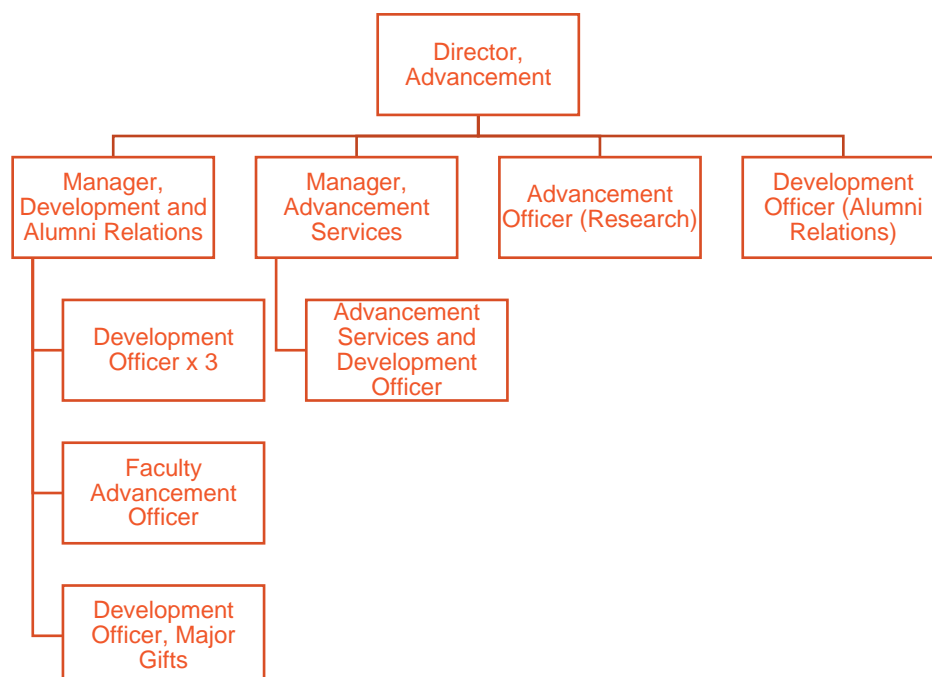 Director,
Advancement
Manager,
Development and
Alumni Relations
Manager,
Advancement
Services
Advancement
Officer (Research)
Development
Officer (Alumni
Relations)
Development
Officer x 3
Advancement
Services and
Development
Officer
Faculty
Advancement
Officer
Development
Officer, Major
Gifts